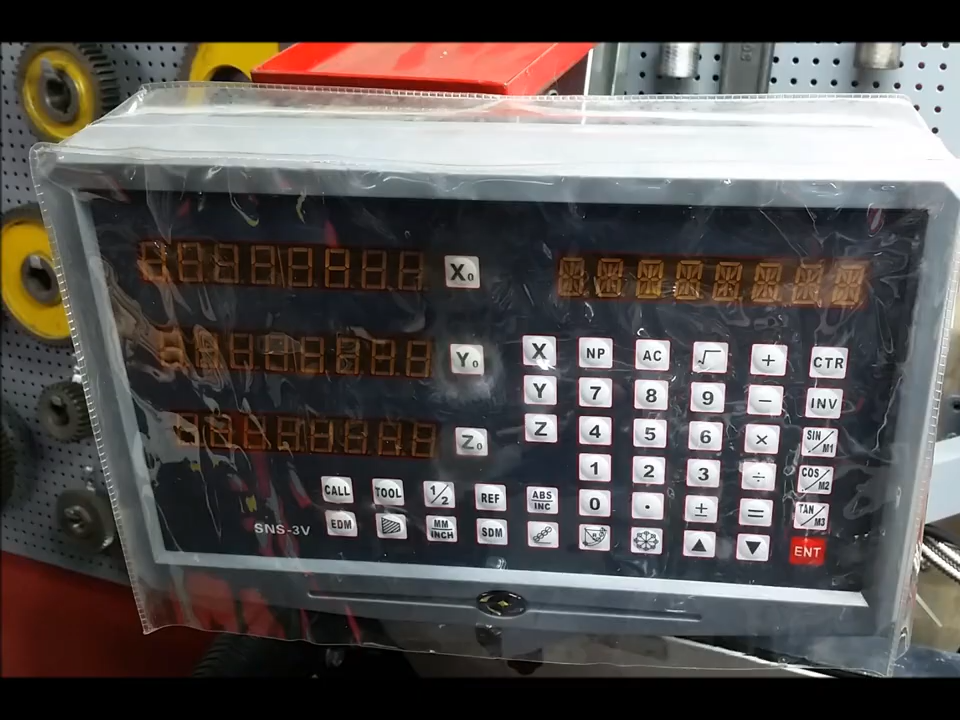 X₀
Y₀
X NP AC √ + CTR
Y 7 8 9 − INV
Z₀ Z 4 5 6 × SIN/M1
1 2 3 ÷ COS/M2
CALL TOOL 1/2 REF ABS INC 0 · ± = TAN/M3
SNS-3V EDM MM INCH SDM R ▲ ▼ ENT